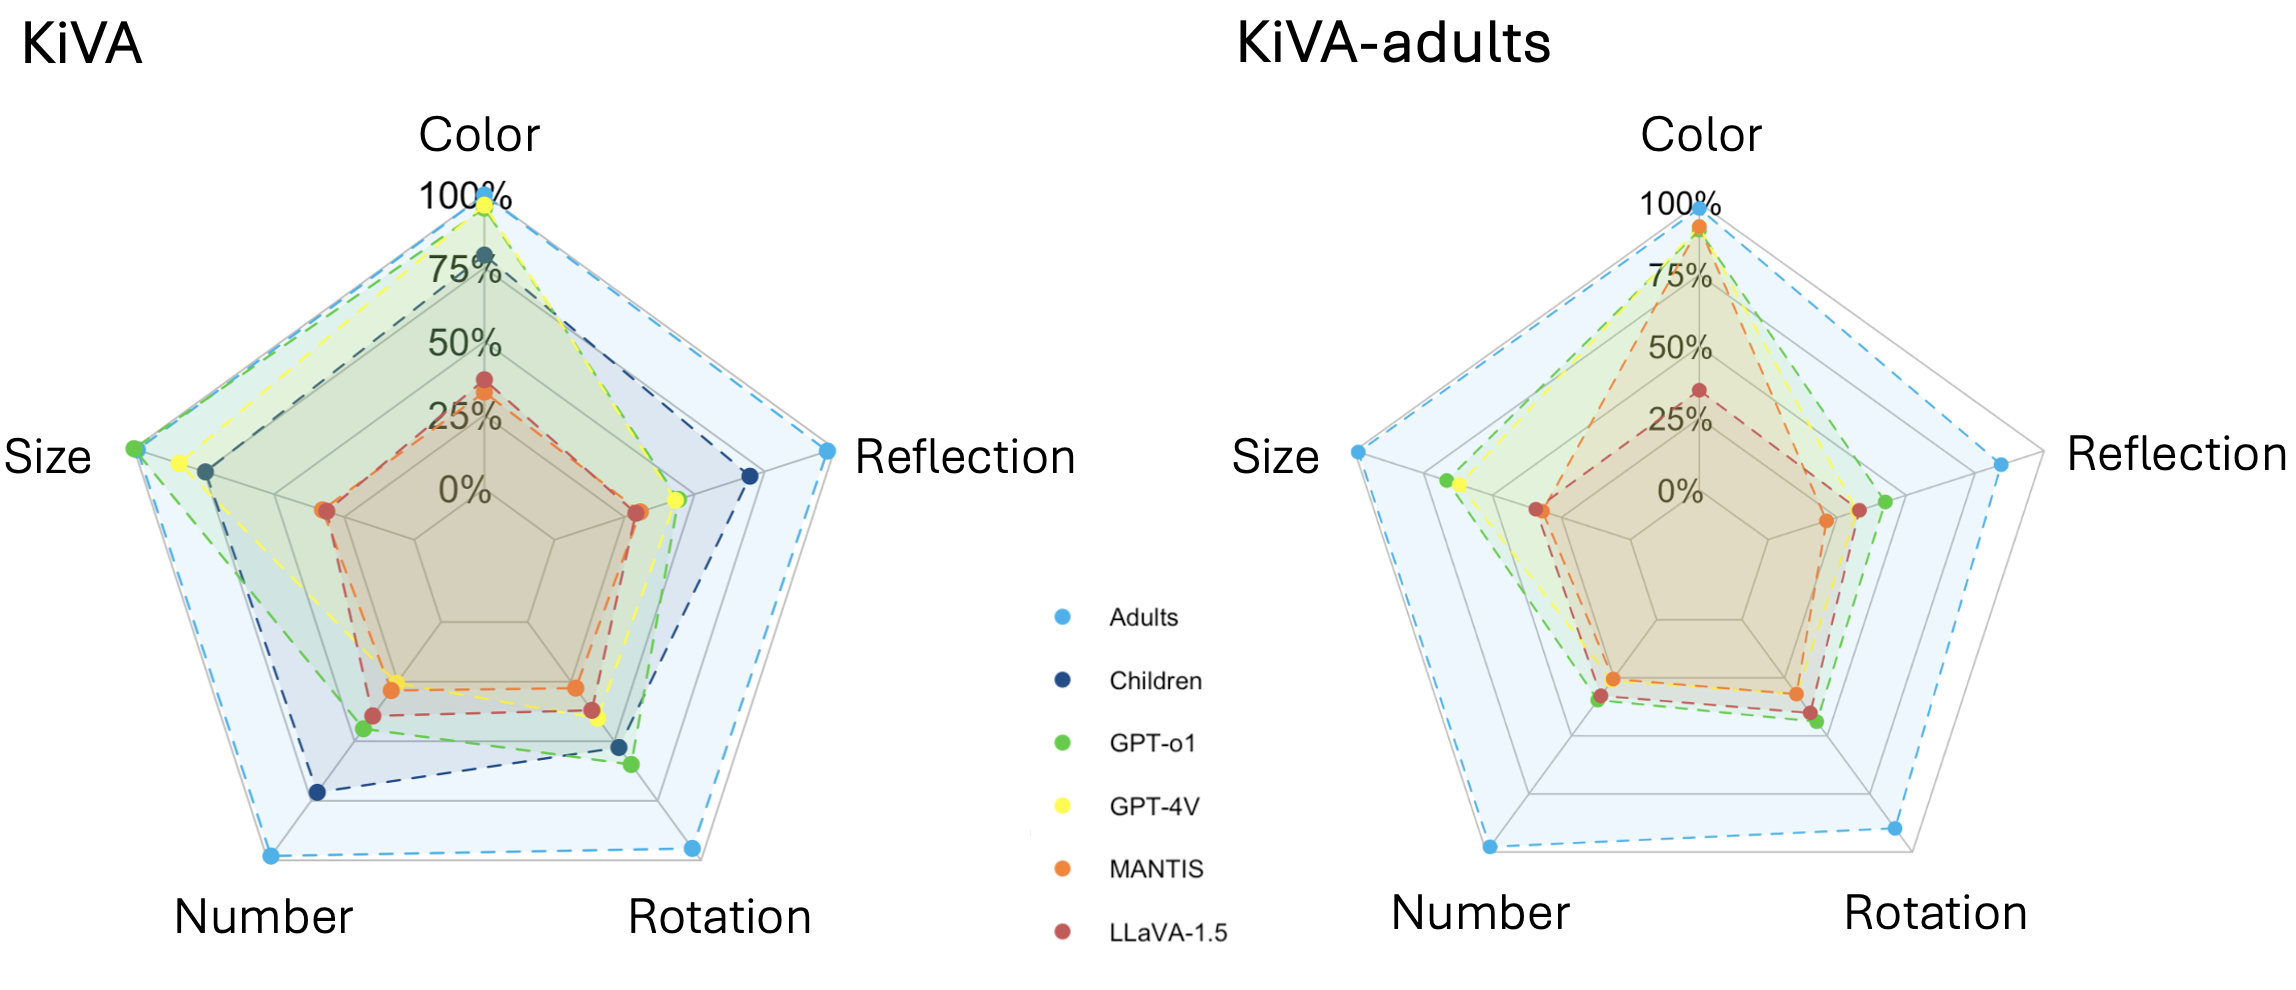 KiVA
Color
100%
75%
50%
25%
0%
Size
Reflection
Number
Rotation
Adults
Children
GPT-o1
GPT-4V
MANTIS
LLaVA-1.5
KiVA-adults
Color
100%
75%
50%
25%
0%
Size
Reflection
Number
Rotation